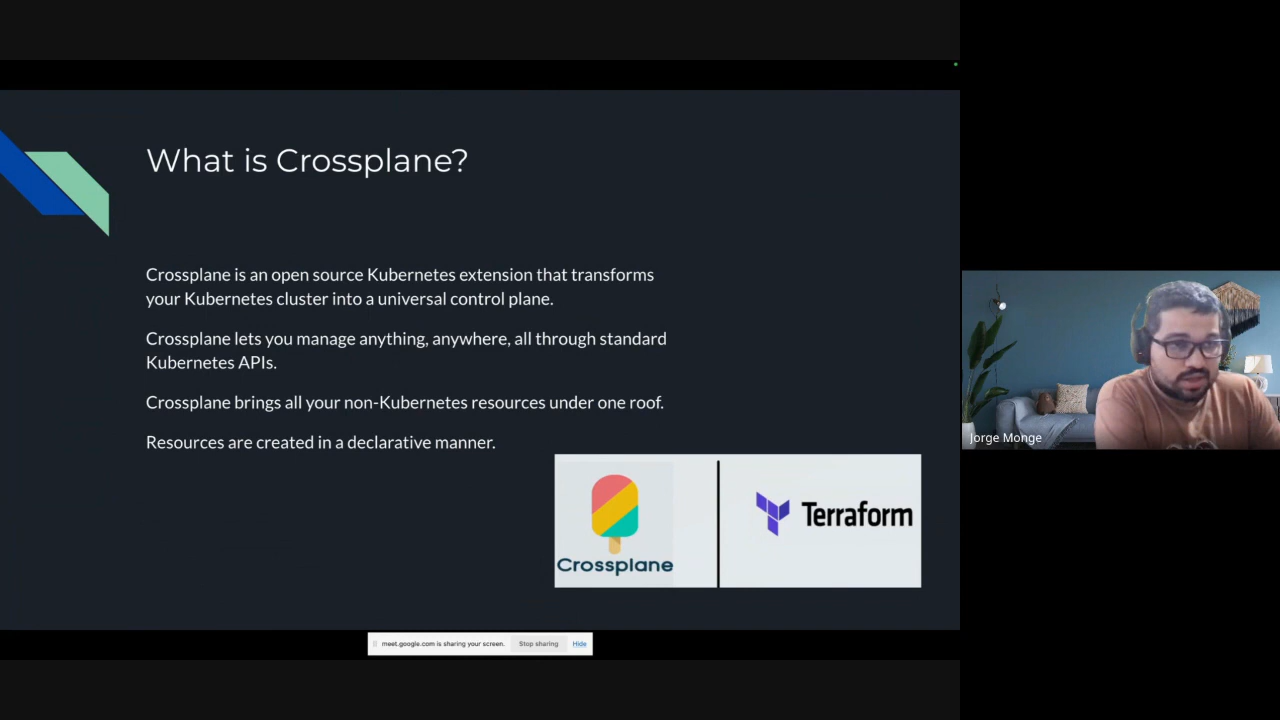 What is Crossplane?
Crossplane is an open source Kubernetes extension that transforms
your Kubernetes cluster into a universal control plane.
Crossplane lets you manage anything, anywhere, all through standard
Kubernetes APIs.
Crossplane brings all your non-Kubernetes resources under one roof.
Resources are created in a declarative manner.
Crossplane
Terraform
meet.google.com is sharing your screen.
Stop sharing
Hide
Jorge Monge